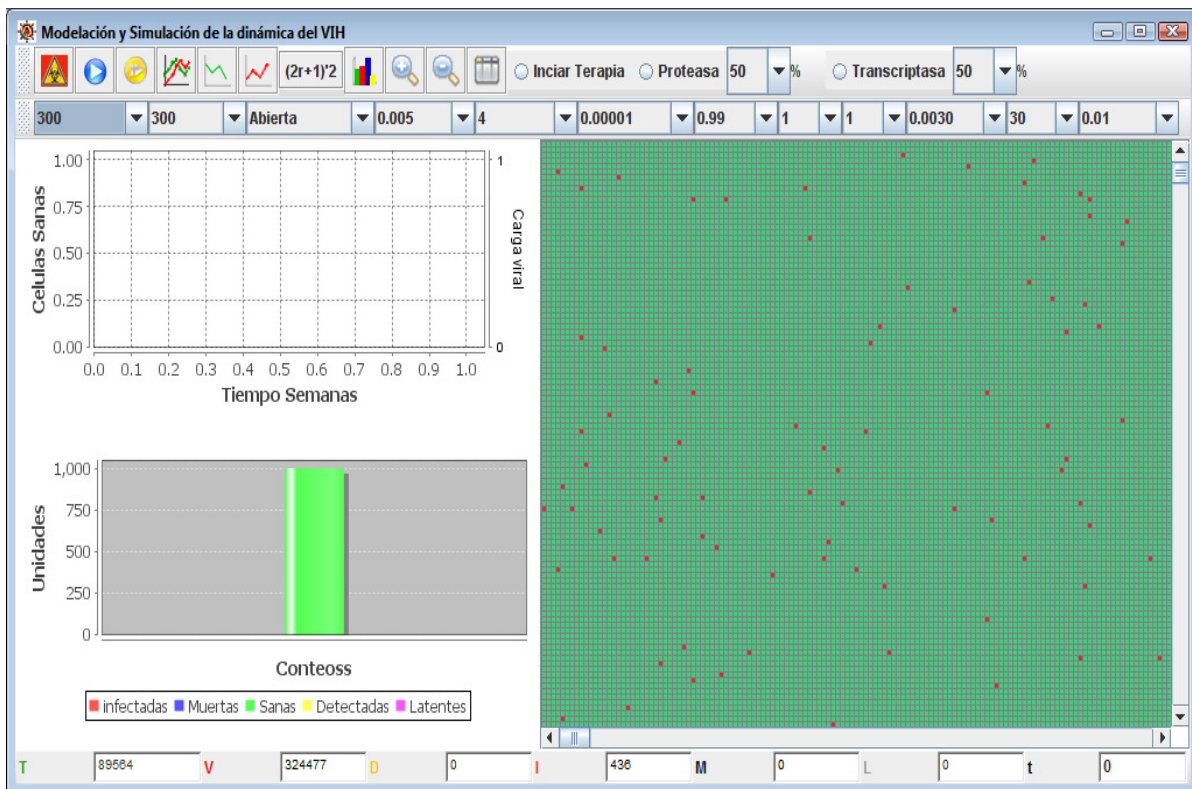 Modelación y Simulación de la dinámica del VIH
(2r+1)'2 Inciar Terapia Proteasa 50 % Transcriptasa 50 %
300 300 Abierta 0.005 4 0.00001 0.99 1 1 0.0030 30 0.01
1.00
0.75
0.50
0.25
0.00
Celulas Sanas
1
0
Carga viral
0.0 0.1 0.2 0.3 0.4 0.5 0.6 0.7 0.8 0.9 1.0
Tiempo Semanas
1,000
750
500
250
0
Unidades
Conteoss
infectadas Muertas Sanas Detectadas Latentes
T 89564 V 324477 D 0 I 436 M 0 L 0 t 0